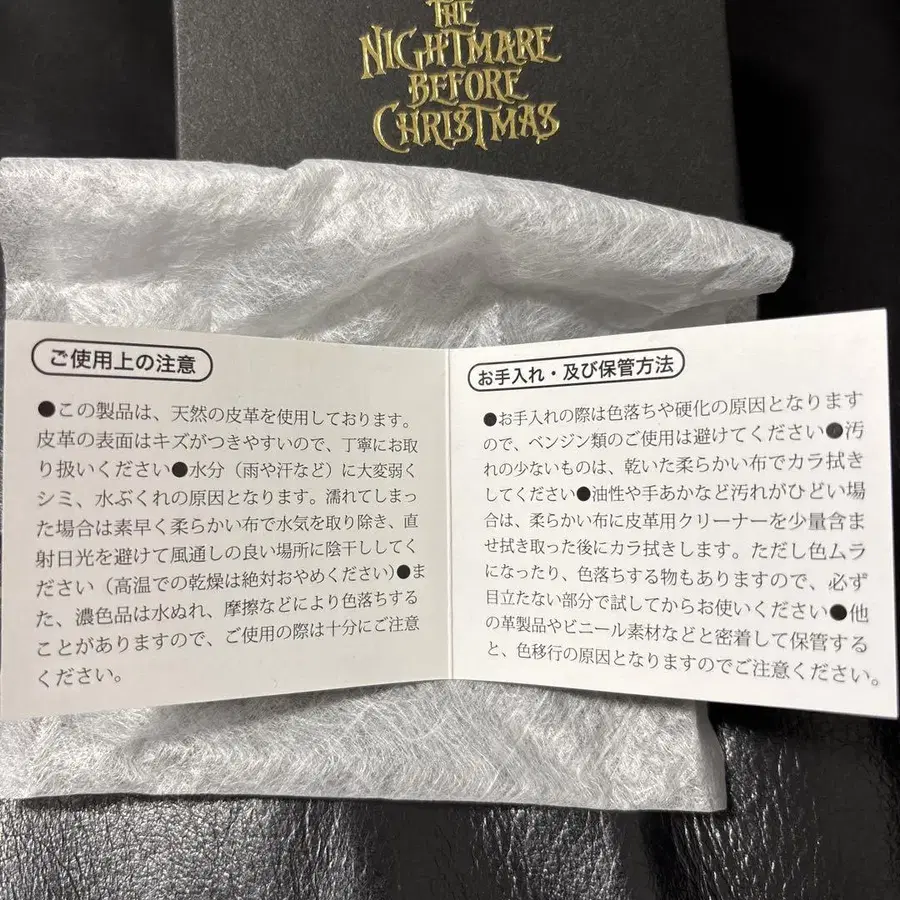 THE
NIGHTMARE
BEFORE
CHRISTMAS
ご使用上の注意
●この製品は、天然の皮革を使用しております。
皮革の表面はキズがつきやすいので、丁寧にお取
り扱いください●水分（雨や汗など）に大変弱く
シミ、水ぶくれの原因となります。濡れてしまっ
た場合は素早く柔らかい布で水気を取り除き、直
射日光を避けて風通しの良い場所に陰干ししてく
ださい（高温での乾燥は絶対おやめください）●ま
た、濃色品は水ぬれ、摩擦などにより色落ちする
ことがありますので、ご使用の際は十分にご注意
ください。
お手入れ・及び保管方法
●お手入れの際は色落ちや硬化の原因となります
ので、ベンジン類のご使用は避けてください●汚
れの少ないものは、乾いた柔らかい布でカラ拭き
してください●油性や手あかなど汚れがひどい場
合は、柔らかい布に皮革用クリーナーを少量含ま
せ拭き取った後にカラ拭きします。ただし色ムラ
になったり、色落ちする物もありますので、必ず
目立たない部分で試してからお使いください●他
の革製品やビニール素材などと密着して保管する
と、色移行の原因となりますのでご注意ください。